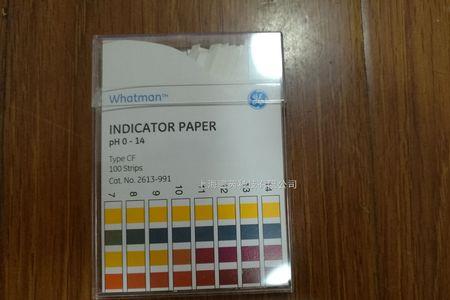 Whatman™
INDICATOR PAPER
pH 0 - 14
Type CF
100 Strips
Cat. No. 2613-991
7 8 9 10 11 12 13 14